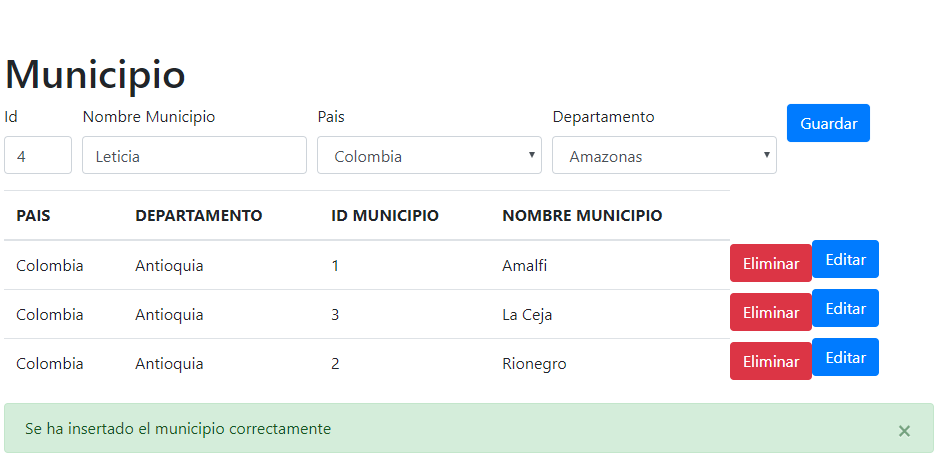 Municipio
Id Nombre Municipio Pais Departamento Guardar
4 Leticia Colombia Amazonas
PAIS DEPARTAMENTO ID MUNICIPIO NOMBRE MUNICIPIO
Colombia Antioquia 1 Amalfi Eliminar Editar
Colombia Antioquia 3 La Ceja Eliminar Editar
Colombia Antioquia 2 Rionegro Eliminar Editar
Se ha insertado el municipio correctamente ×